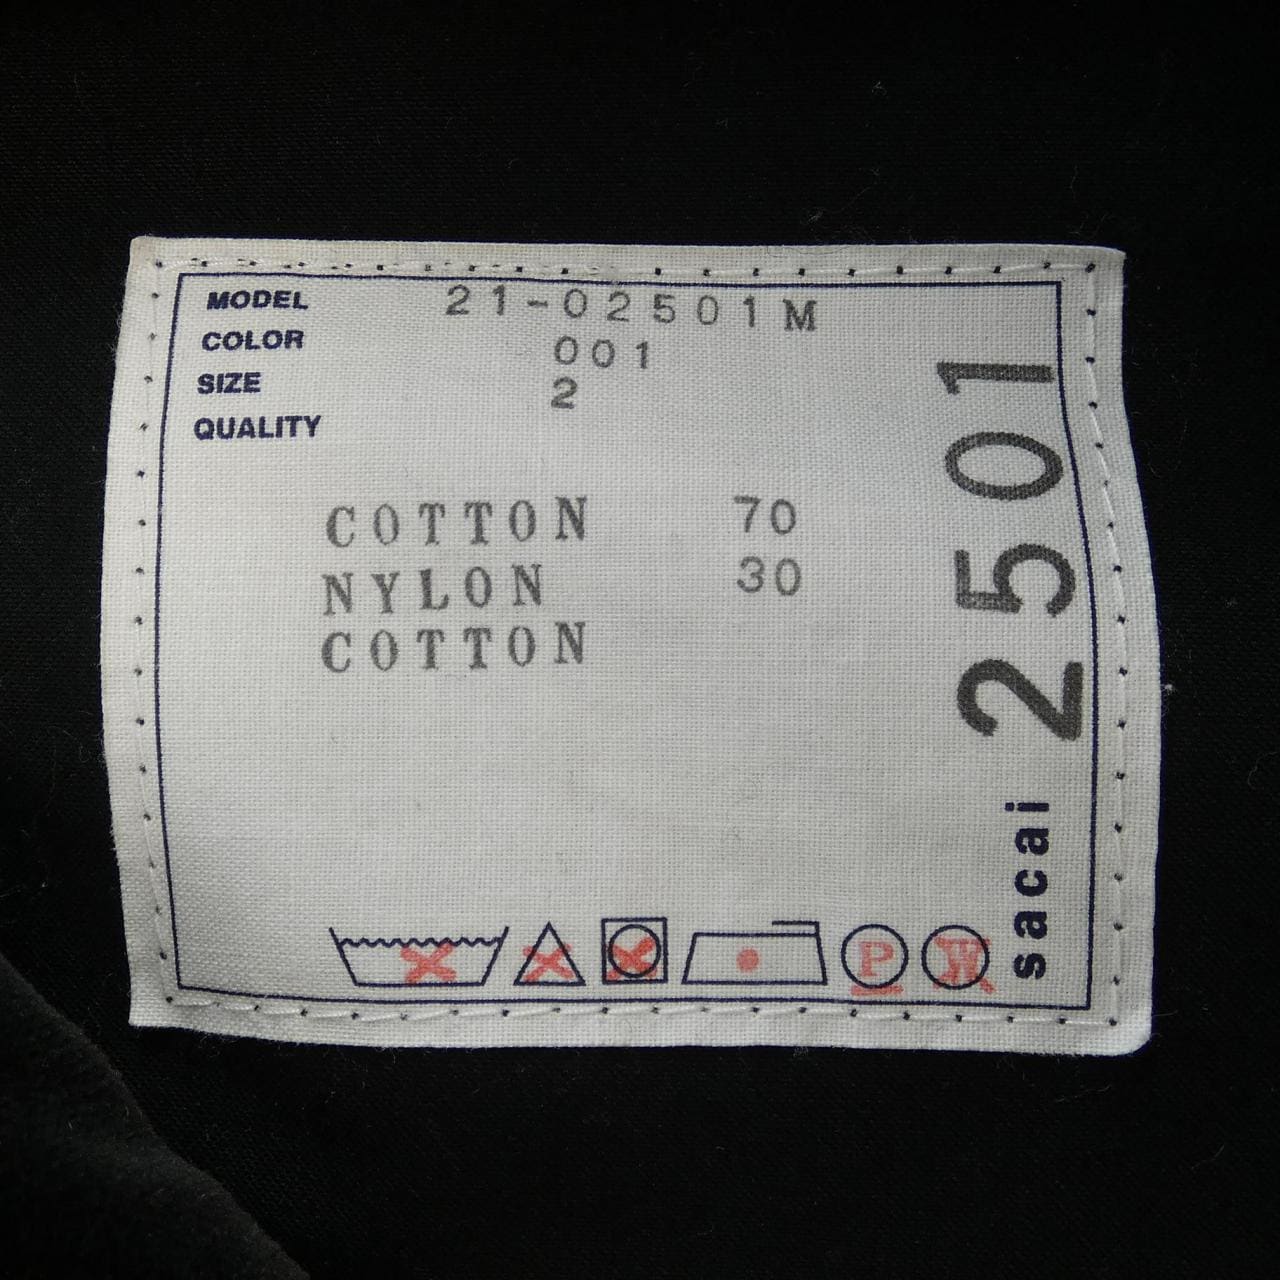 MODEL 21-02501M
COLOR 001
SIZE 2
QUALITY
COTTON 70
NYLON 30
COTTON
P
W
sacai 2501